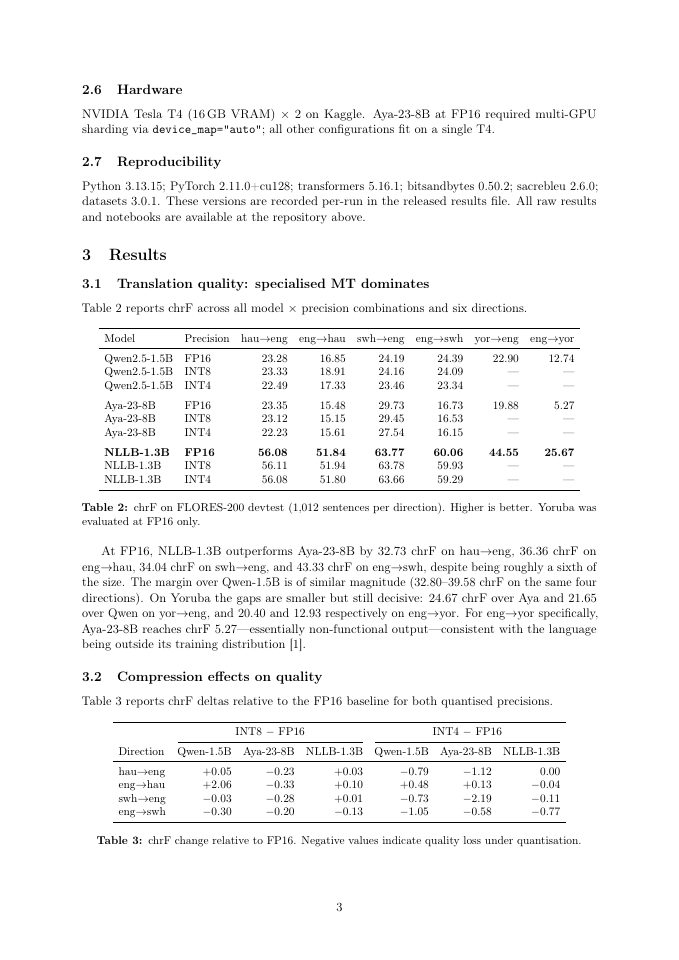 2.6 Hardware
NVIDIA Tesla T4 (16 GB VRAM) × 2 on Kaggle. Aya-23-8B at FP16 required multi-GPU
sharding via device_map="auto"; all other configurations fit on a single T4.
2.7 Reproducibility
Python 3.13.15; PyTorch 2.11.0+cu128; transformers 5.16.1; bitsandbytes 0.50.2; sacrebleu 2.6.0;
datasets 3.0.1. These versions are recorded per-run in the released results file. All raw results
and notebooks are available at the repository above.
3 Results
3.1 Translation quality: specialised MT dominates
Table 2 reports chrF across all model × precision combinations and six directions.
Model Precision hau→eng eng→hau swh→eng eng→swh yor→eng eng→yor
Qwen2.5-1.5B FP16 23.28 16.85 24.19 24.39 22.90 12.74
Qwen2.5-1.5B INT8 23.33 18.91 24.16 24.09 — —
Qwen2.5-1.5B INT4 22.49 17.33 23.46 23.34 — —
Aya-23-8B FP16 23.35 15.48 29.73 16.73 19.88 5.27
Aya-23-8B INT8 23.12 15.15 29.45 16.53 — —
Aya-23-8B INT4 22.23 15.61 27.54 16.15 — —
NLLB-1.3B FP16 56.08 51.84 63.77 60.06 44.55 25.67
NLLB-1.3B INT8 56.11 51.94 63.78 59.93 — —
NLLB-1.3B INT4 56.08 51.80 63.66 59.29 — —
Table 2: chrF on FLORES-200 devtest (1,012 sentences per direction). Higher is better. Yoruba was
evaluated at FP16 only.
At FP16, NLLB-1.3B outperforms Aya-23-8B by 32.73 chrF on hau→eng, 36.36 chrF on
eng→hau, 34.04 chrF on swh→eng, and 43.33 chrF on eng→swh, despite being roughly a sixth of
the size. The margin over Qwen-1.5B is of similar magnitude (32.80–39.58 chrF on the same four
directions). On Yoruba the gaps are smaller but still decisive: 24.67 chrF over Aya and 21.65
over Qwen on yor→eng, and 20.40 and 12.93 respectively on eng→yor. For eng→yor specifically,
Aya-23-8B reaches chrF 5.27—essentially non-functional output—consistent with the language
being outside its training distribution [1].
3.2 Compression effects on quality
Table 3 reports chrF deltas relative to the FP16 baseline for both quantised precisions.
INT8 − FP16 INT4 − FP16
Direction Qwen-1.5B Aya-23-8B NLLB-1.3B Qwen-1.5B Aya-23-8B NLLB-1.3B
hau→eng +0.05 −0.23 +0.03 −0.79 −1.12 0.00
eng→hau +2.06 −0.33 +0.10 +0.48 +0.13 −0.04
swh→eng −0.03 −0.28 +0.01 −0.73 −2.19 −0.11
eng→swh −0.30 −0.20 −0.13 −1.05 −0.58 −0.77
Table 3: chrF change relative to FP16. Negative values indicate quality loss under quantisation.
3